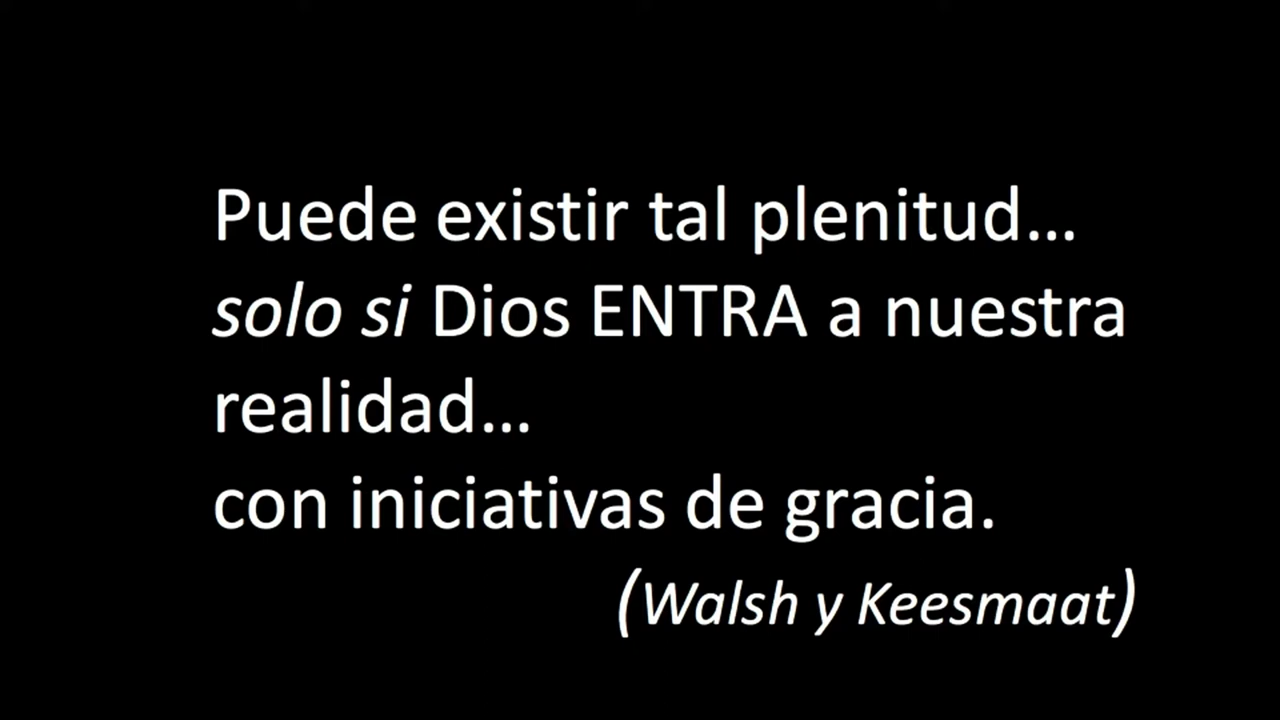 Puede existir tal plenitud...
solo si Dios ENTRA a nuestra
realidad...
con iniciativas de gracia.
(Walsh y Keesmaat)